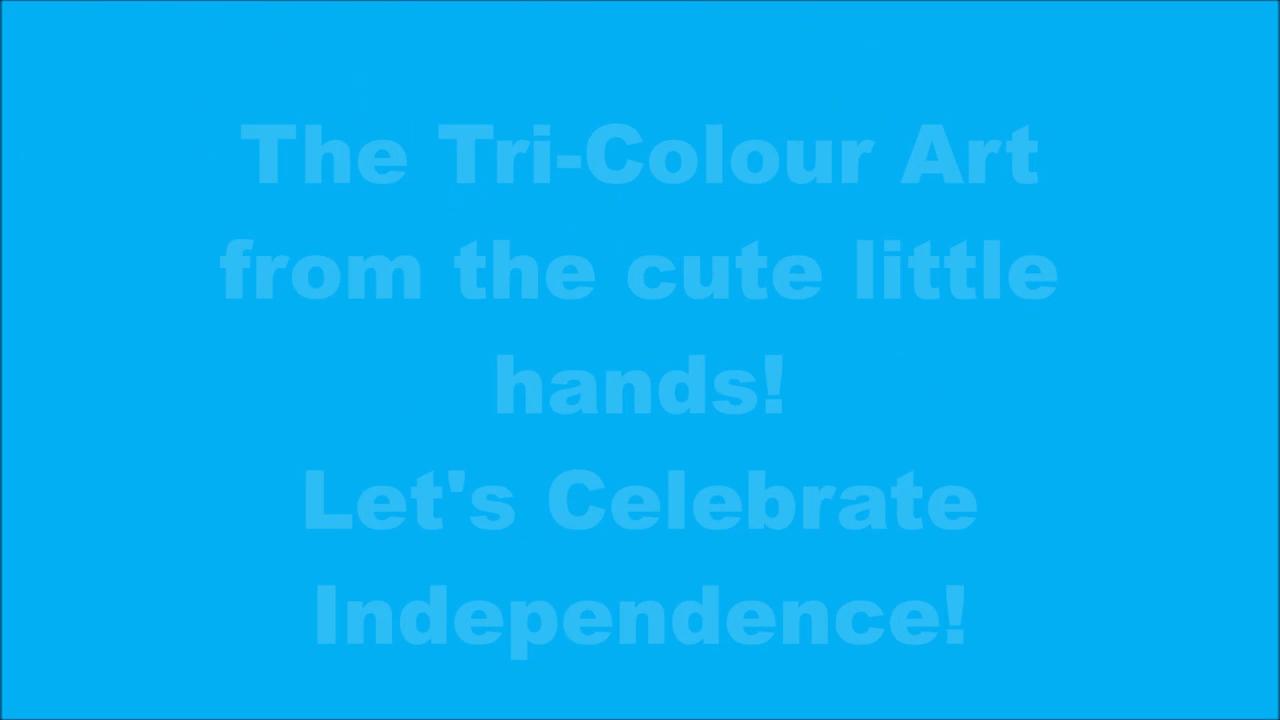 The Tri-Colour Art
from the cute little
hands!
Let's Celebrate
Independence!